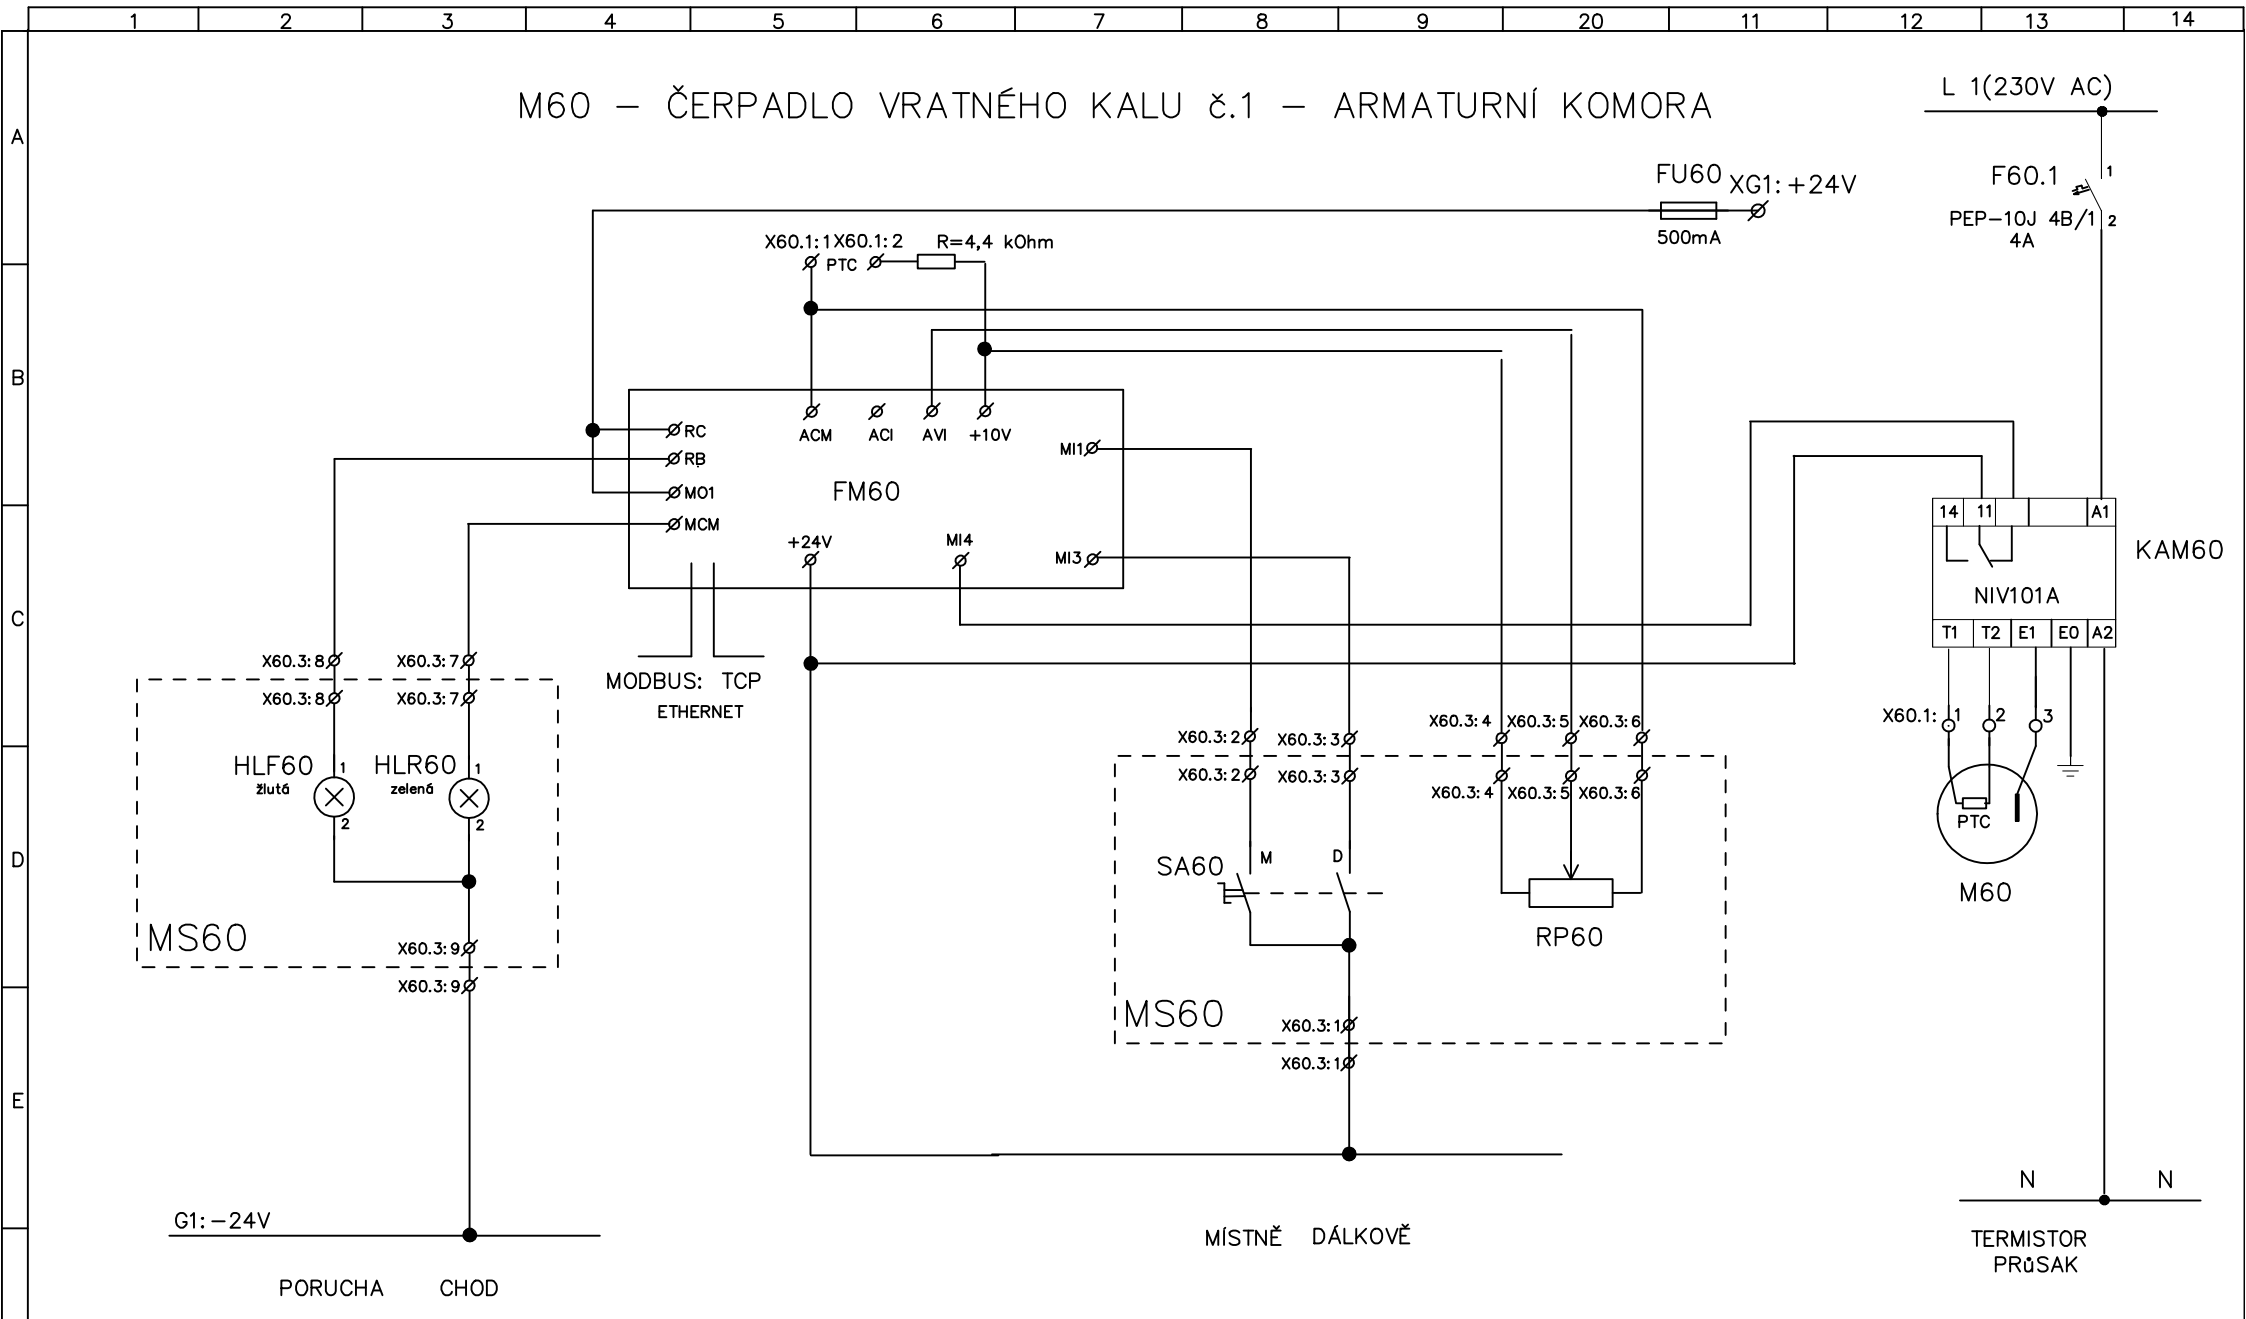 1 2 3 4 5 6 7 8 9 20 11 12 13 14
M60 – ČERPADLO VRATNÉHO KALU č.1 – ARMATURNÍ KOMORA
L 1(230V AC)
A
FU60 XG1:+24V
500mA
F60.1
1
PEP–10J 4B/1 2
4A
X60.1:1 X60.1:2 R=4,4 kOhm
PTC
B
RC
RB
MO1
MCM
ACM ACI AVI +10V
MI1
FM60
+24V
MI4
MI3
14 11 A1
KAM60
NIV101A
T1 T2 E1 E0 A2
C
MODBUS: TCP
ETHERNET
X60.3:8 X60.3:7
X60.3:8 X60.3:7
X60.3:2 X60.3:3 X60.3:4 X60.3:5 X60.3:6
X60.3:2 X60.3:3 X60.3:4 X60.3:5 X60.3:6
X60.1: 1 2 3
HLF60 1 HLR60 1
žlutá zelená
2 2
PTC
M60
D
SA60 M D
RP60
MS60
X60.3:9
X60.3:9
MS60
X60.3:1
X60.3:1
E
N N
G1:–24V
MÍSTNĚ DÁLKOVĚ
TERMISTOR
PRůSAK
PORUCHA CHOD